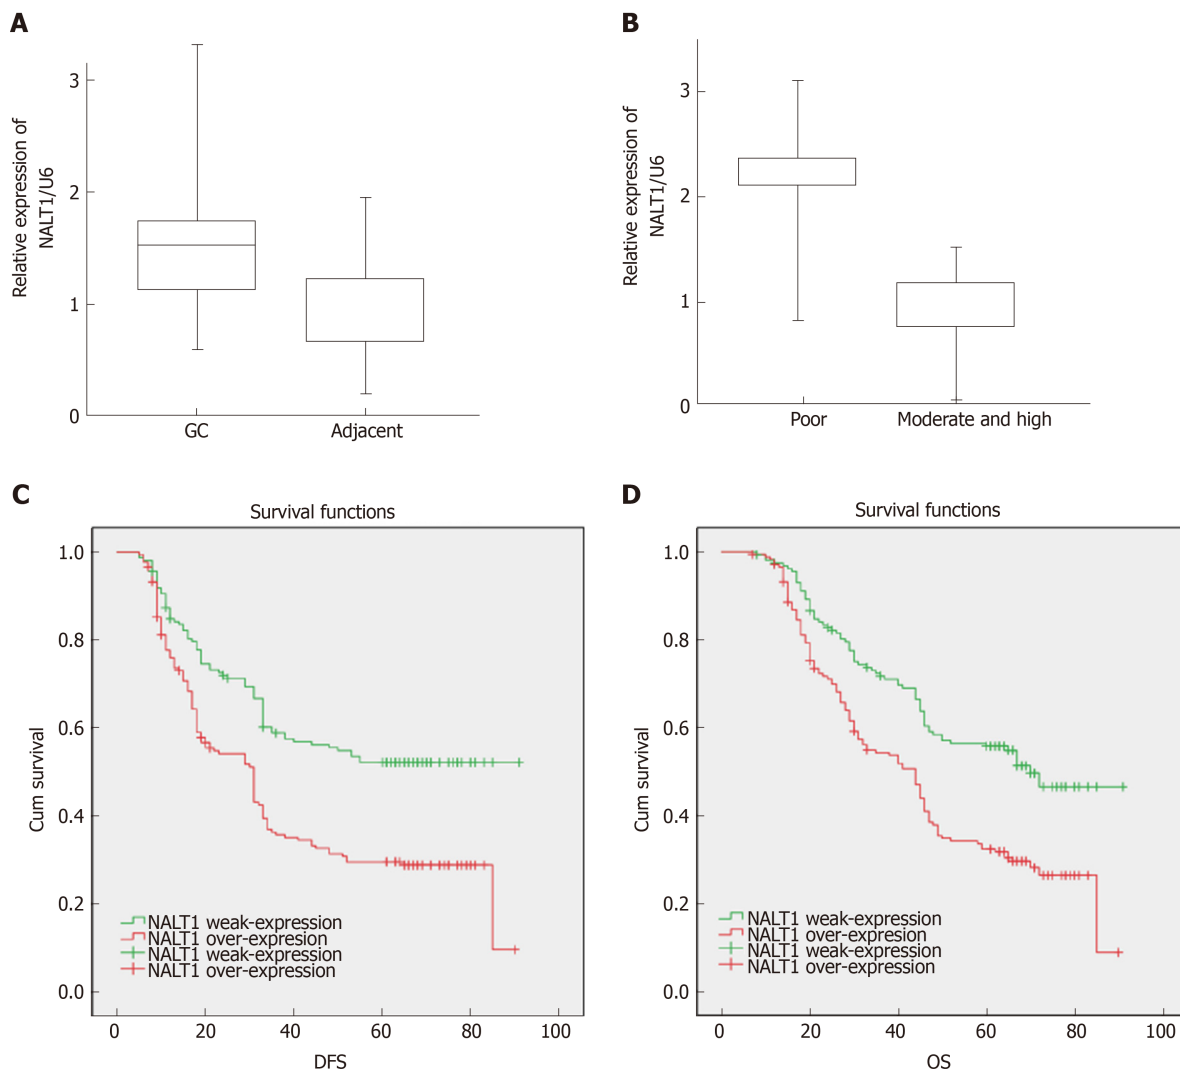 A
Relative expression of
NALT1/U6
3
2
1
0
GC
Adjacent
B
Relative expression of
NALT1/U6
3
2
1
0
Poor
Moderate and high
C
Survival functions
Cum survival
1.0
0.8
0.6
0.4
0.2
0.0
NALT1 weak-expression
NALT1 over-expresion
NALT1 weak-expression
NALT1 over-expression
0 20 40 60 80 100
DFS
D
Survival functions
Cum survival
1.0
0.8
0.6
0.4
0.2
0.0
NALT1 weak-expression
NALT1 over-expresion
NALT1 weak-expression
NALT1 over-expression
0 20 40 60 80 100
OS